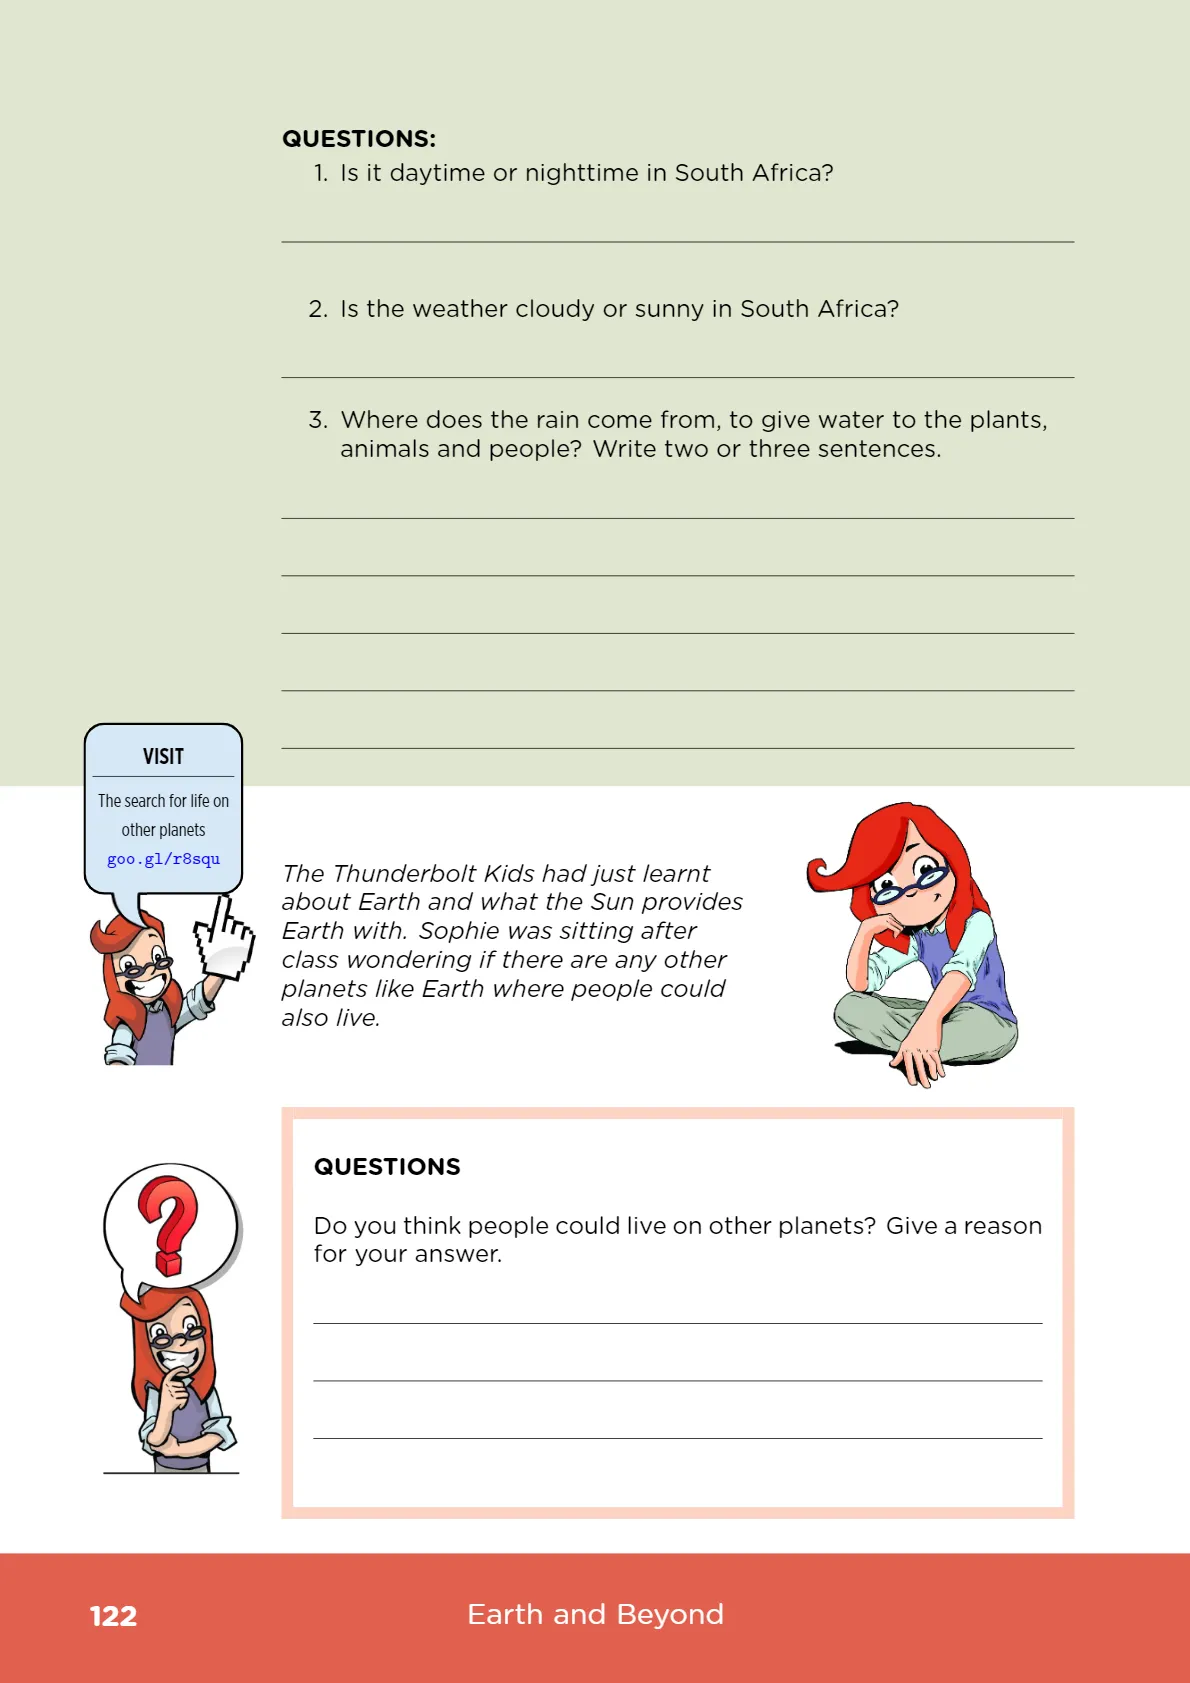 QUESTIONS:
1. Is it daytime or nighttime in South Africa?
2. Is the weather cloudy or sunny in South Africa?
3. Where does the rain come from, to give water to the plants,
animals and people? Write two or three sentences.
VISIT
The search for life on
other planets
goo.gl/r8squ
The Thunderbolt Kids had just learnt
about Earth and what the Sun provides
Earth with. Sophie was sitting after
class wondering if there are any other
planets like Earth where people could
also live.
QUESTIONS
Do you think people could live on other planets? Give a reason
for your answer.
?
122
Earth and Beyond